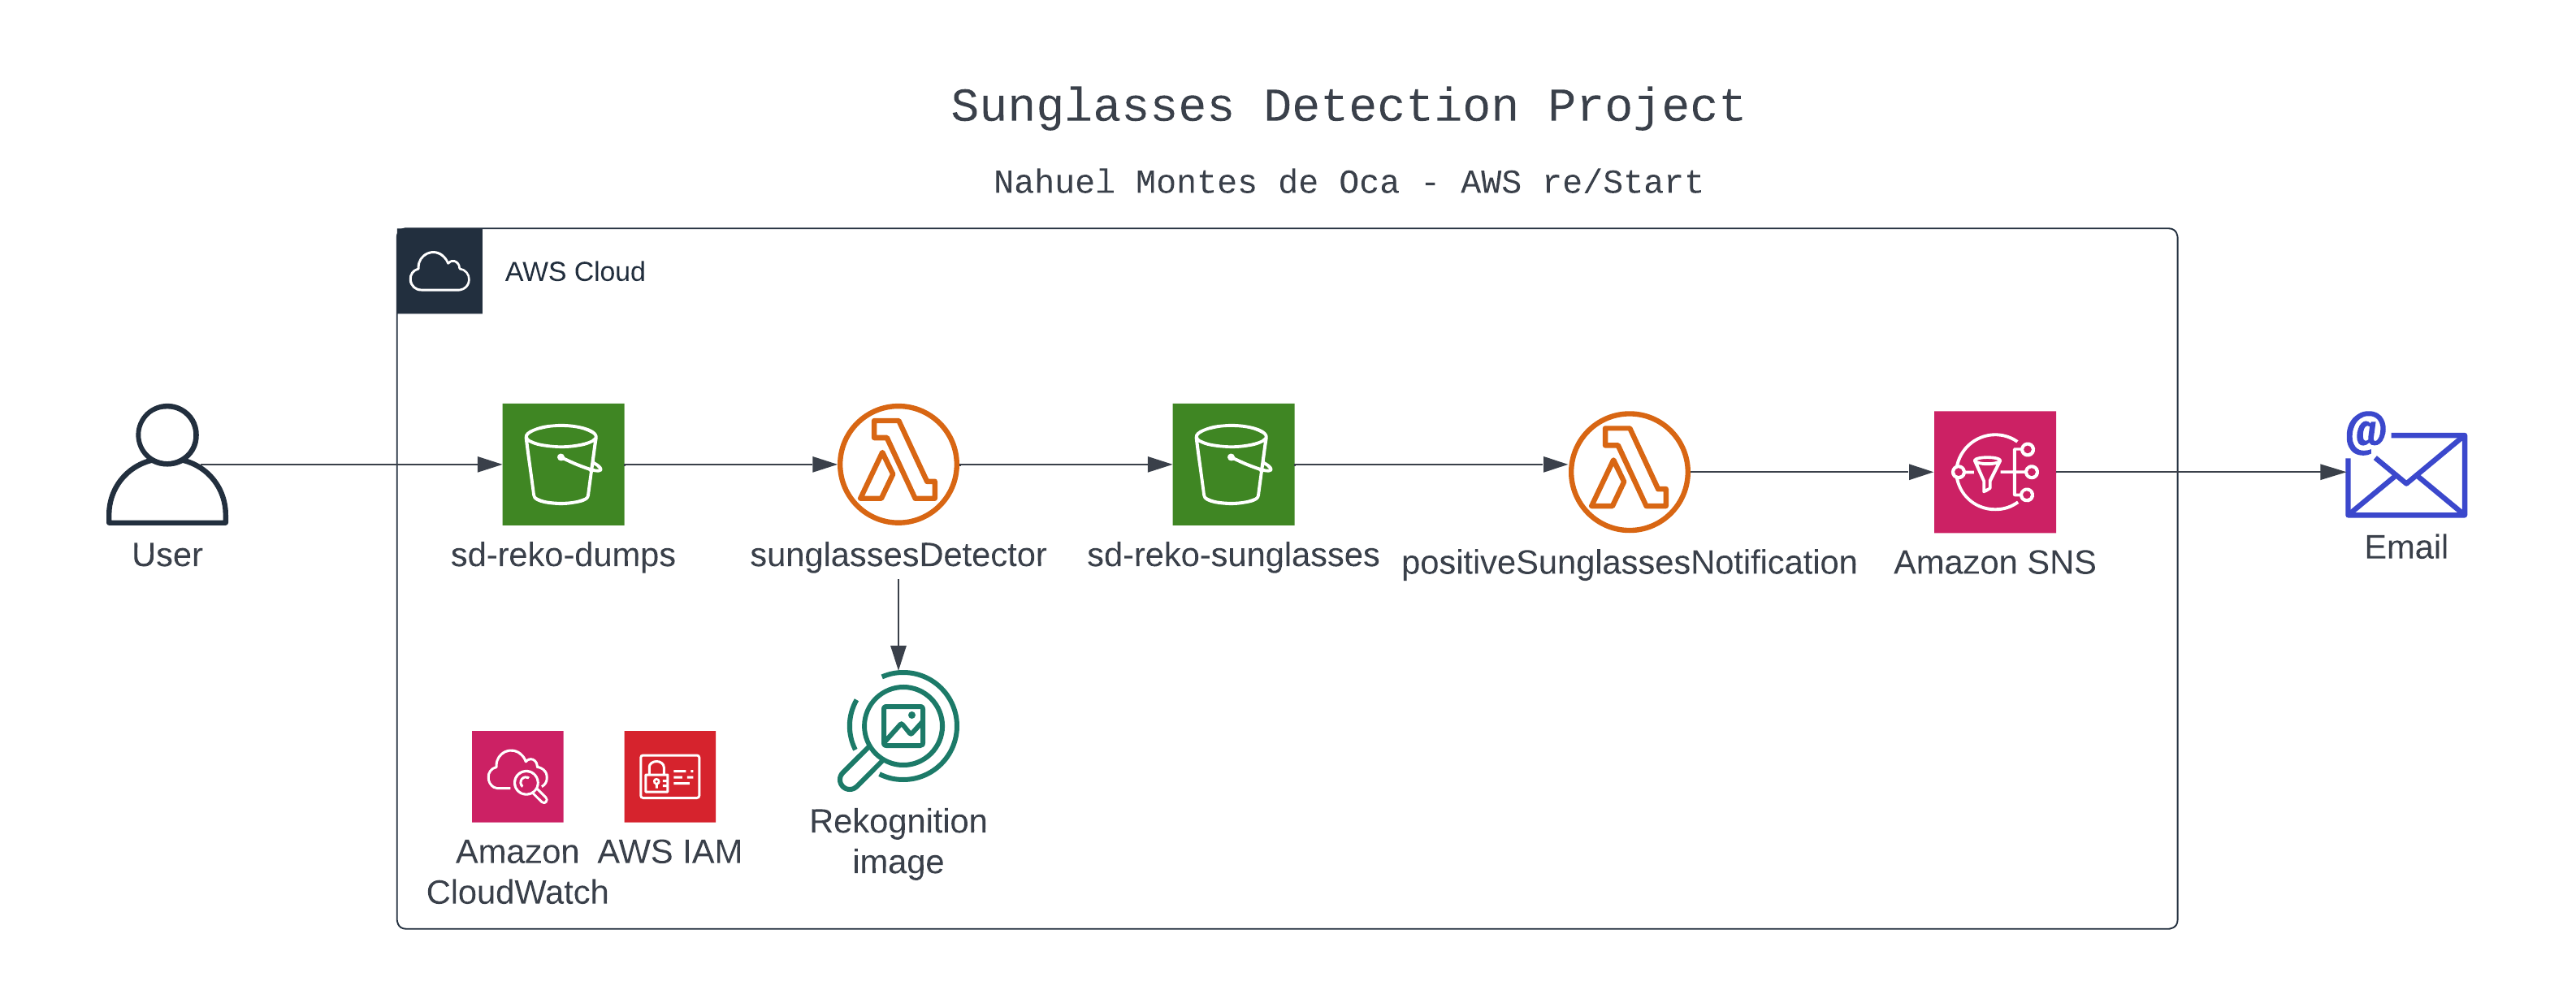 Sunglasses Detection Project
Nahuel Montes de Oca - AWS re/Start
AWS Cloud
@
User
sd-reko-dumps
sunglassesDetector
sd-reko-sunglasses
positiveSunglassesNotification
Amazon SNS
Email
Amazon
CloudWatch
AWS IAM
Rekognition
image